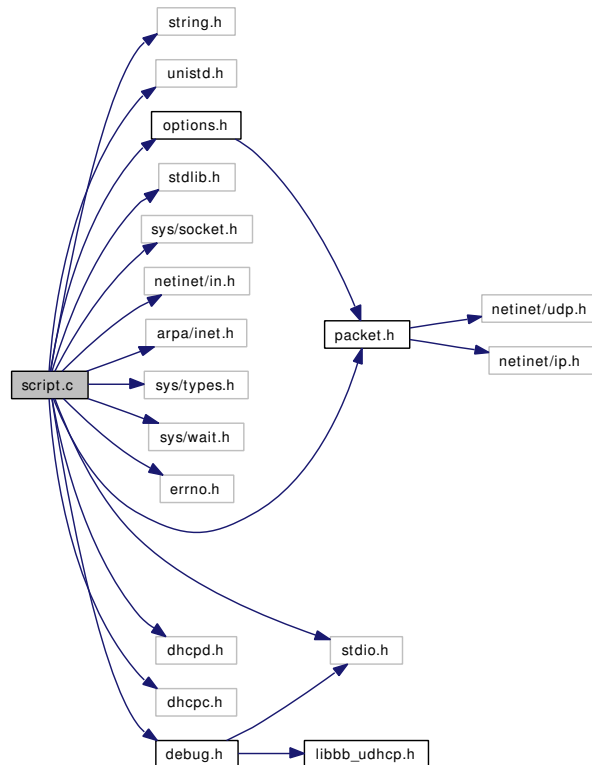 string.h
unistd.h
options.h
stdlib.h
sys/socket.h
netinet/in.h
arpa/inet.h
script.c
sys/types.h
sys/wait.h
errno.h
packet.h
netinet/udp.h
netinet/ip.h
dhcpd.h
stdio.h
dhcpc.h
debug.h
libbb_udhcp.h